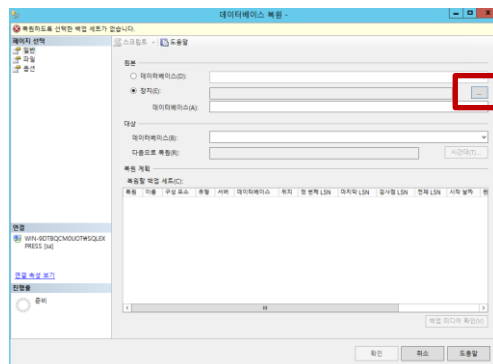 데이터베이스 복원 -
복원하도록 선택한 백업 세트가 없습니다.
페이지 선택
일반
파일
옵션
스크립트
도움말
원본
데이터베이스(D):
장치(E):
...
데이터베이스(A):
대상
데이터베이스(B):
다음으로 복원(R):
시간대(T)...
복원 계획
복원할 백업 세트(C):
복원 이름 구성 요소 유형 서버 데이터베이스 위치 첫 번째 LSN 마지막 LSN 검사점 LSN 전체 LSN 시작 날짜
연결
WIN-9DTBQCM0UOT₩SQLEX
PRESS [sa]
연결 속성 보기
진행률
준비
백업 미디어 확인(V)
확인
취소
도움말